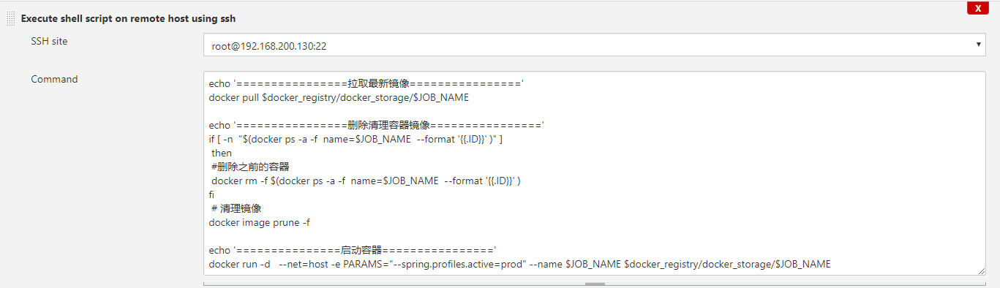 Execute shell script on remote host using ssh
X
SSH site
root@192.168.200.130:22
Command
echo '================拉取最新镜像================'
docker pull $docker_registry/docker_storage/$JOB_NAME
echo '================删除清理容器镜像================'
if [ -n  "$(docker ps -a -f  name=$JOB_NAME  --format '{{.ID}}' )" ]
then
#删除之前的容器
docker rm -f $(docker ps -a -f  name=$JOB_NAME  --format '{{.ID}}' )
fi
# 清理镜像
docker image prune -f
echo '===============启动容器================'
docker run -d   --net=host -e PARAMS="--spring.profiles.active=prod" --name $JOB_NAME $docker_registry/docker_storage/$JOB_NAME